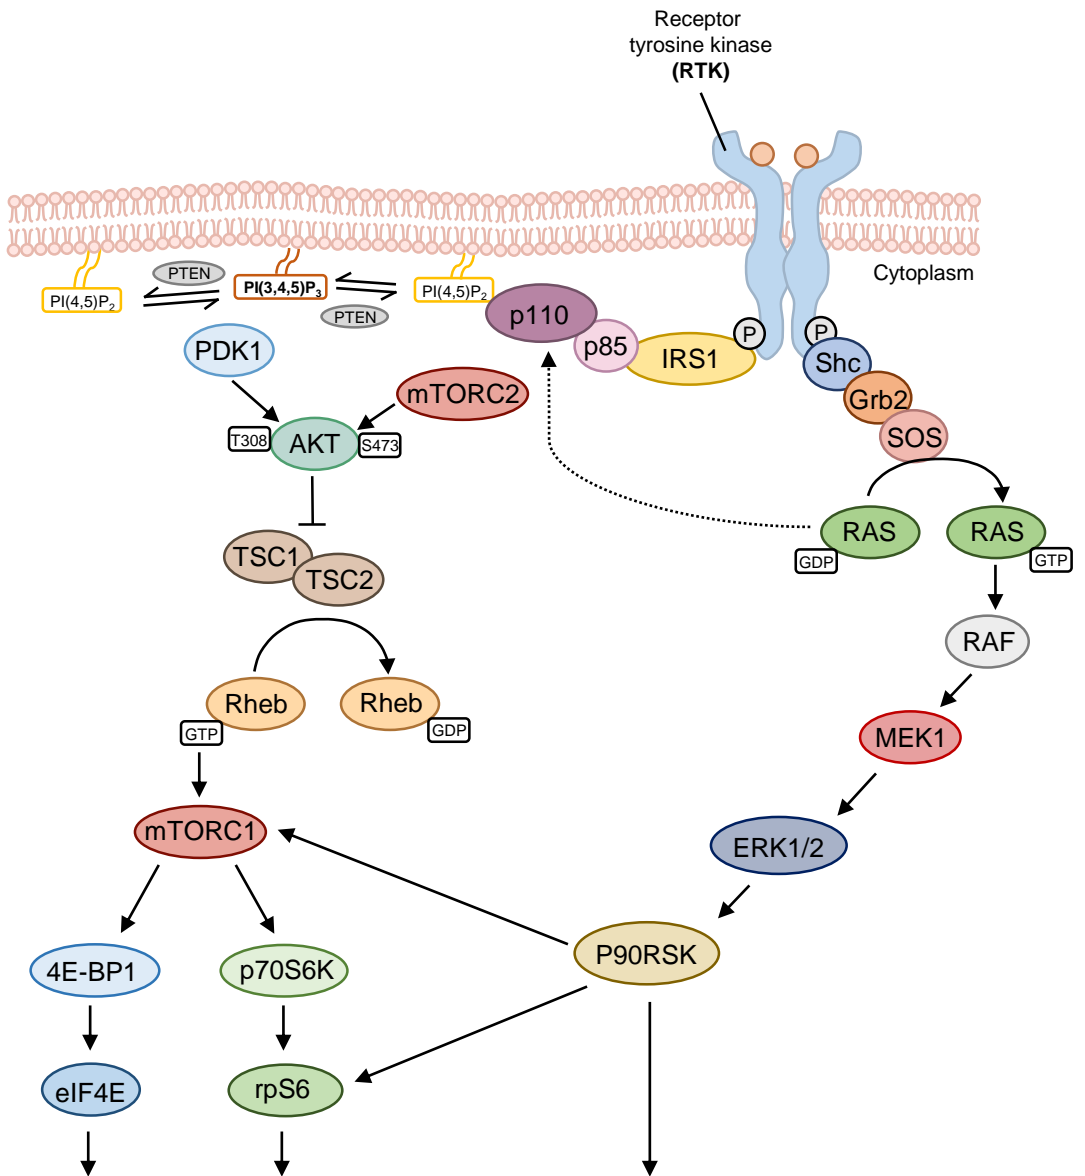 Receptor
tyrosine kinase
(RTK)
Cytoplasm
PTEN
PI(4,5)P2
PI(3,4,5)P3
PTEN
PI(4,5)P2
p110
p85
IRS1
P
P
Shc
Grb2
SOS
PDK1
mTORC2
T308
AKT
S473
RAS
GDP
RAS
GTP
TSC1
TSC2
RAF
Rheb
GTP
Rheb
GDP
MEK1
mTORC1
ERK1/2
4E-BP1
p70S6K
P90RSK
eIF4E
rpS6